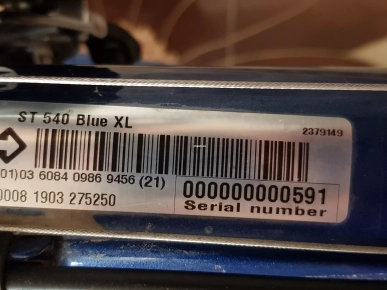 ST 540 Blue XL
2379149
01)03 6084 0986 9456 (21)
0008 1903 275250
000000000591
Serial number